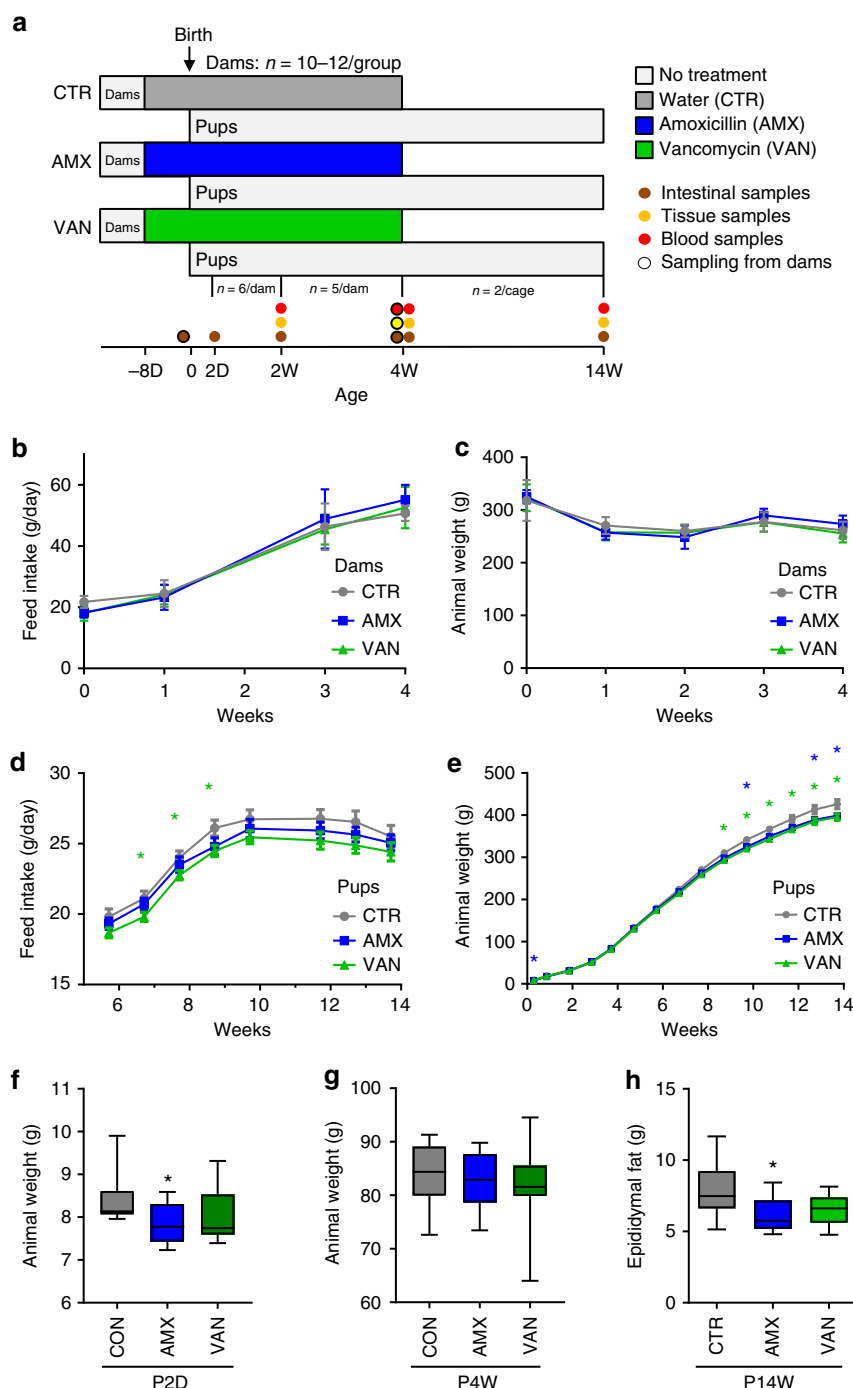 a
Birth
Dams: n = 10–12/group
CTR
Dams
Pups
AMX
Dams
Pups
VAN
Dams
Pups
No treatment
Water (CTR)
Amoxicillin (AMX)
Vancomycin (VAN)
Intestinal samples
Tissue samples
Blood samples
Sampling from dams
n = 6/dam n = 5/dam n = 2/cage
–8D 0 2D 2W 4W 14W
Age
b
Feed intake (g/day)
60
40
20
0
0 1 3 4
Weeks
Dams
CTR
AMX
VAN
c
Animal weight (g)
400
300
200
100
0
0 1 2 3 4
Weeks
Dams
CTR
AMX
VAN
d
Feed intake (g/day)
30
25
20
15
* * *
6 8 10 12 14
Weeks
Pups
CTR
AMX
VAN
e
Animal weight (g)
500
400
300
200
100
0
* * * *
* * * * *
0 2 4 6 8 10 12 14
Weeks
Pups
CTR
AMX
VAN
f
Animal weight (g)
11
10
9
8
7
6
*
CON AMX VAN
P2D
g
Animal weight (g)
100
90
80
70
60
CON AMX VAN
P4W
h
Epididymal fat (g)
15
10
5
0
*
CTR AMX VAN
P14W